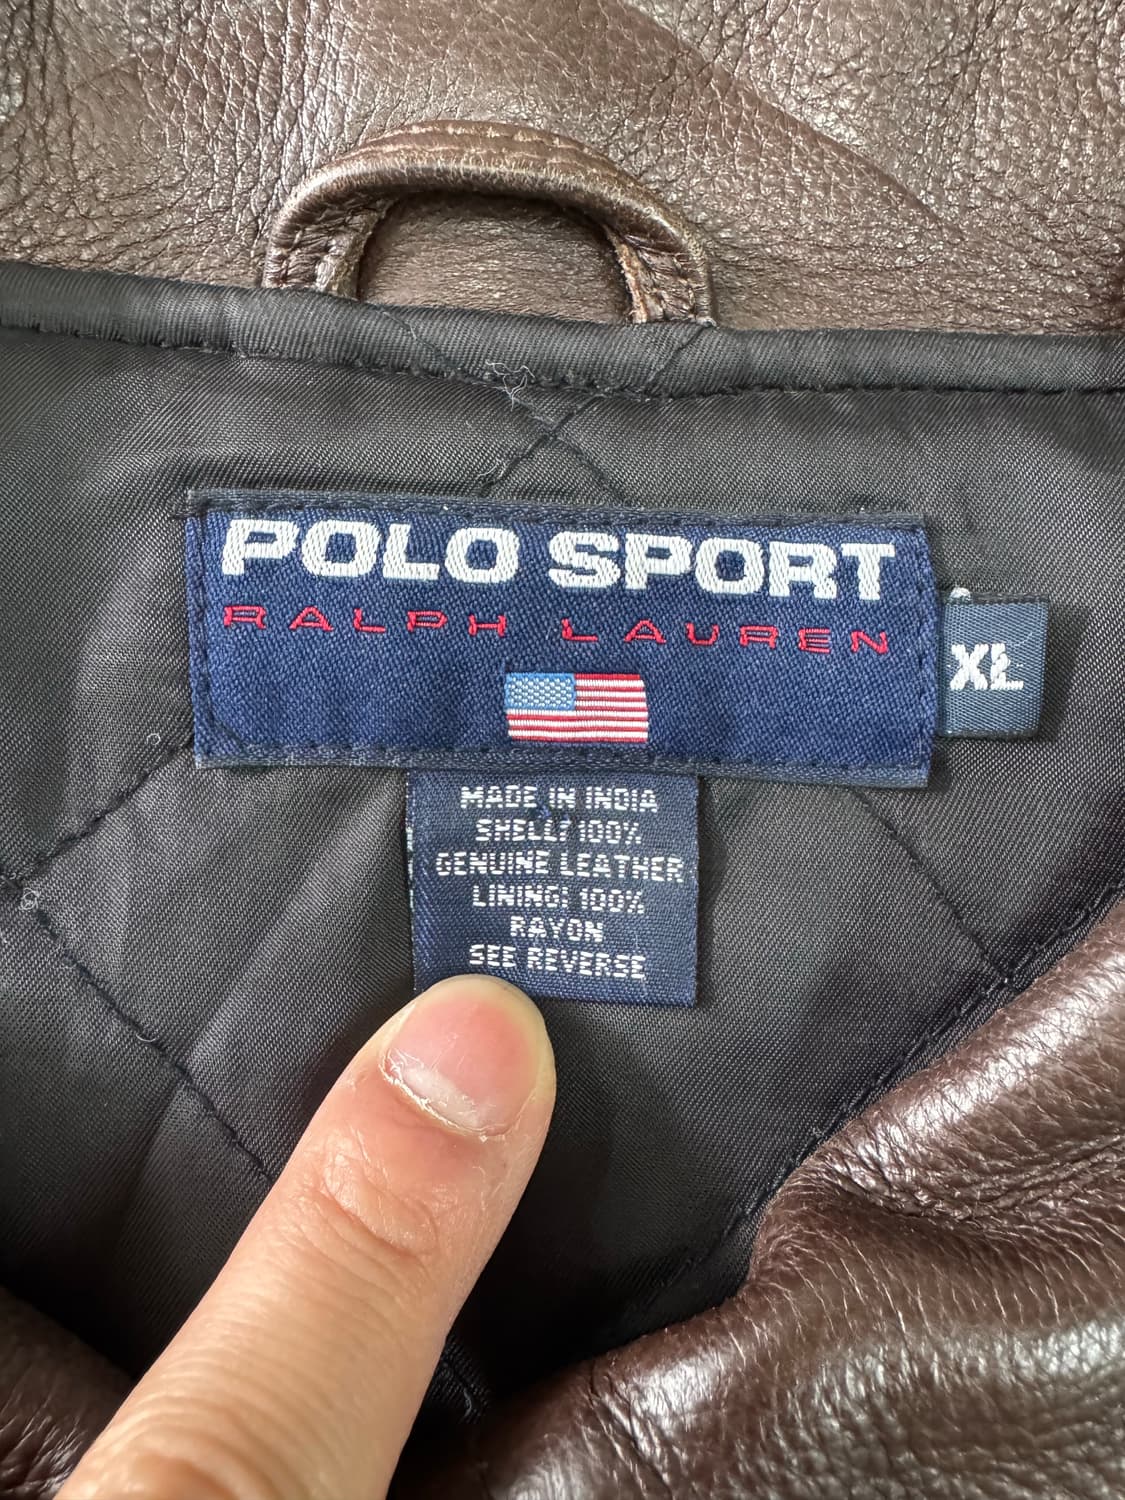 POLO SPORT
RALPH LAUREN
XL
MADE IN INDIA
SHELL: 100%
GENUINE LEATHER
LINING: 100%
RAYON
SEE REVERSE